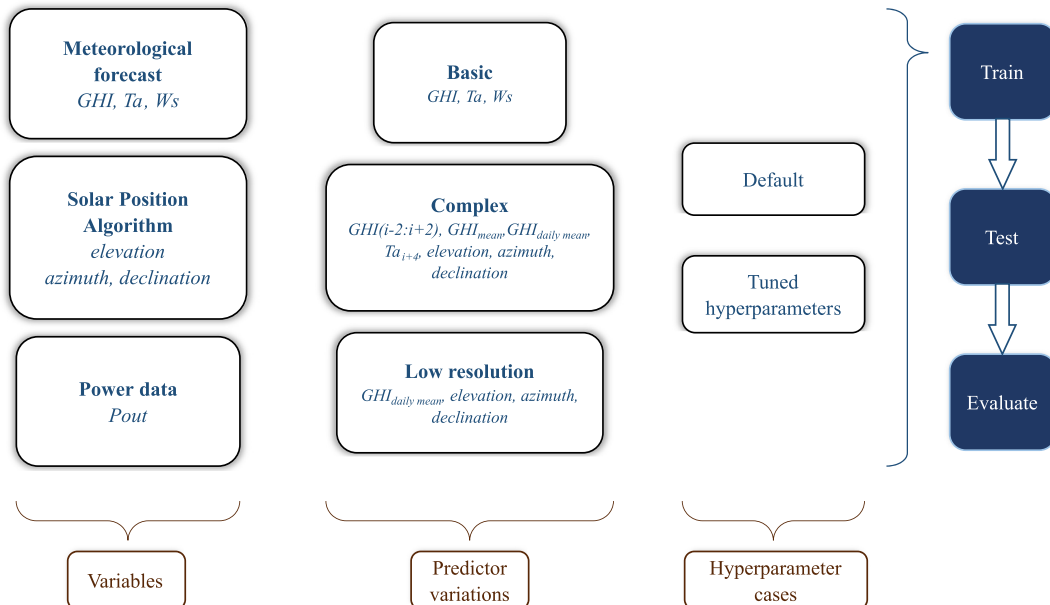 Meteorological
forecast
GHI, Ta, Ws
Solar Position
Algorithm
elevation
azimuth, declination
Power data
Pout
Variables
Basic
GHI, Ta, Ws
Complex
GHI(i-2:i+2), GHImean,GHIdaily mean,
Tai+4, elevation, azimuth,
declination
Low resolution
GHIdaily mean, elevation, azimuth,
declination
Predictor
variations
Default
Tuned
hyperparameters
Hyperparameter
cases
Train
Test
Evaluate